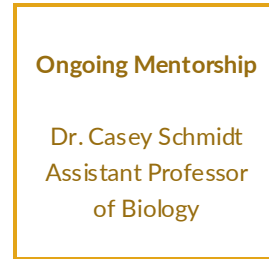 Ongoing Mentorship
Dr. Casey Schmidt
Assistant Professor
of Biology